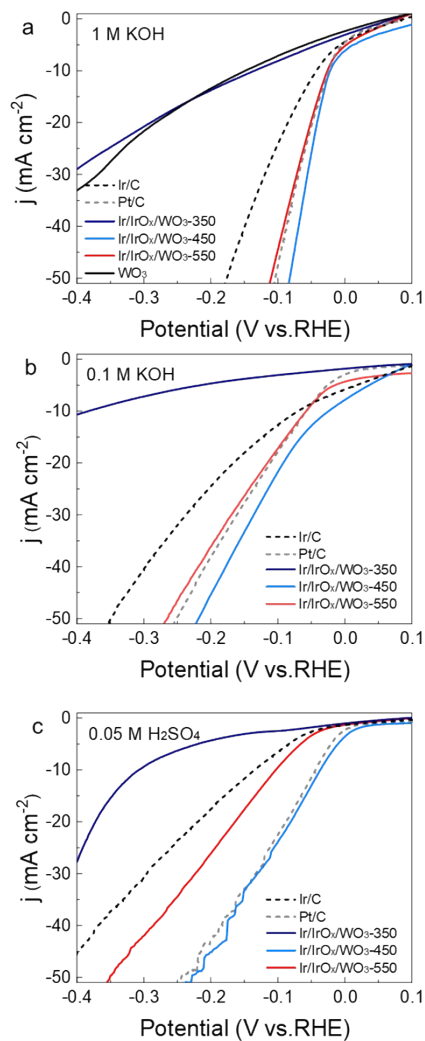 a
1 M KOH
0
-10
-20
-30
-40
-50
j (mA cm⁻²)
Ir/C
Pt/C
Ir/IrOₓ/WO₃-350
Ir/IrOₓ/WO₃-450
Ir/IrOₓ/WO₃-550
WO₃
-0.4 -0.3 -0.2 -0.1 0.0 0.1
Potential (V vs.RHE)
b
0.1 M KOH
0
-10
-20
-30
-40
-50
j (mA cm⁻²)
Ir/C
Pt/C
Ir/IrOₓ/WO₃-350
Ir/IrOₓ/WO₃-450
Ir/IrOₓ/WO₃-550
-0.4 -0.3 -0.2 -0.1 0.0 0.1
Potential (V vs.RHE)
c
0.05 M H₂SO₄
0
-10
-20
-30
-40
-50
j (mA cm⁻²)
Ir/C
Pt/C
Ir/IrOₓ/WO₃-350
Ir/IrOₓ/WO₃-450
Ir/IrOₓ/WO₃-550
-0.4 -0.3 -0.2 -0.1 0.0 0.1
Potential (V vs.RHE)